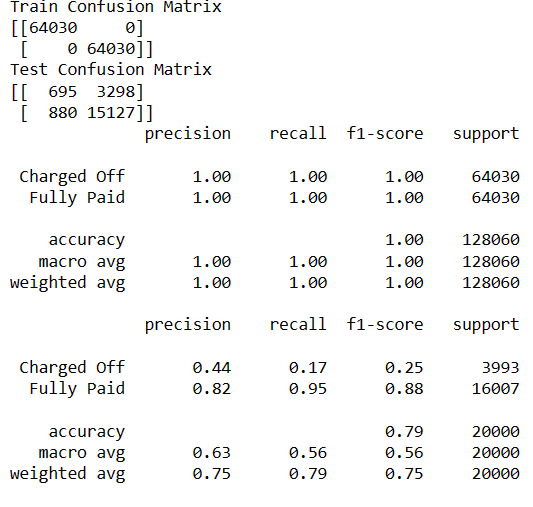 Train Confusion Matrix
[[64030     0]
 [    0 64030]]
Test Confusion Matrix
[[  695  3298]
 [  880 15127]]
              precision    recall  f1-score   support

 Charged Off       1.00      1.00      1.00     64030
  Fully Paid       1.00      1.00      1.00     64030

    accuracy                           1.00    128060
   macro avg       1.00      1.00      1.00    128060
weighted avg       1.00      1.00      1.00    128060

              precision    recall  f1-score   support

 Charged Off       0.44      0.17      0.25      3993
  Fully Paid       0.82      0.95      0.88     16007

    accuracy                           0.79     20000
   macro avg       0.63      0.56      0.56     20000
weighted avg       0.75      0.79      0.75     20000